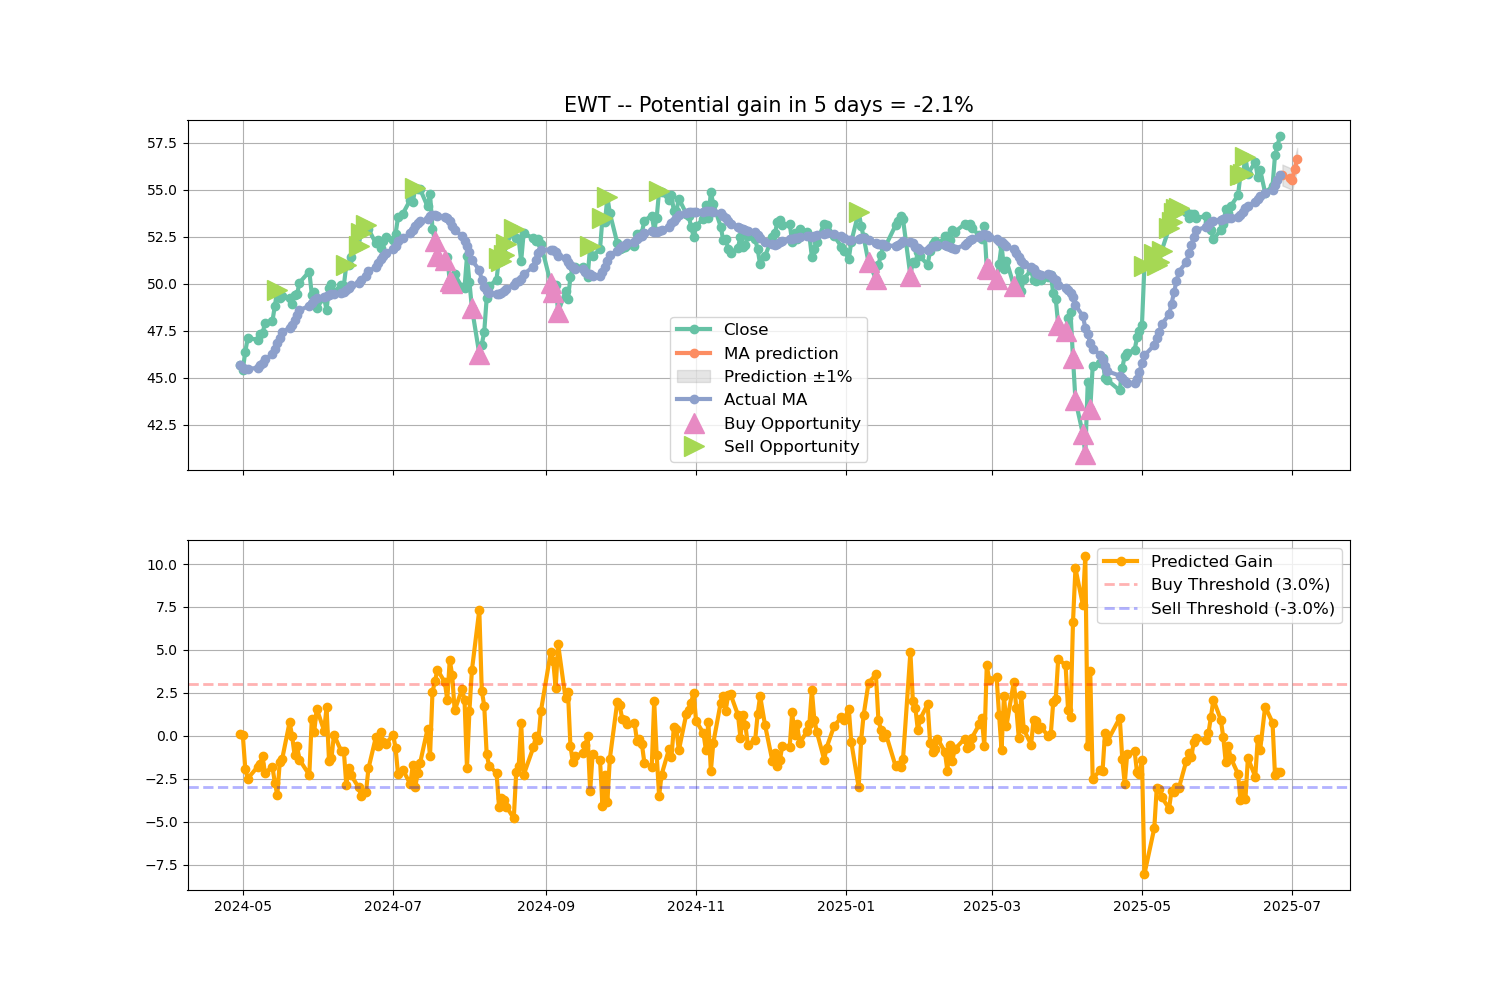 EWT -- Potential gain in 5 days = -2.1%
57.5
55.0
52.5
50.0
47.5
45.0
42.5
Close
MA prediction
Prediction ±1%
Actual MA
Buy Opportunity
Sell Opportunity
10.0
7.5
5.0
2.5
0.0
−2.5
−5.0
−7.5
Predicted Gain
Buy Threshold (3.0%)
Sell Threshold (-3.0%)
2024-05
2024-07
2024-09
2024-11
2025-01
2025-03
2025-05
2025-07